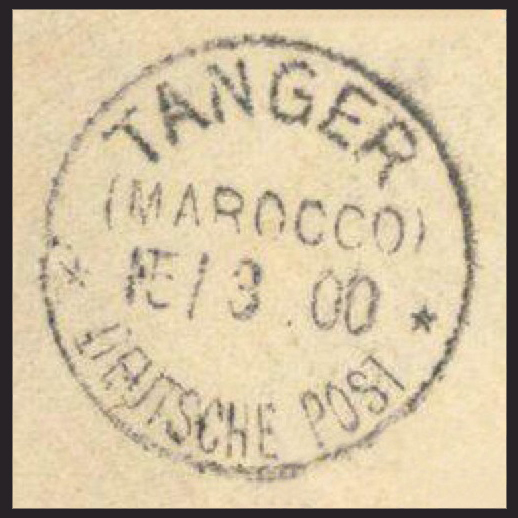 TANGER
(MAROCCO)
/3.00
DEUTSCHE POST